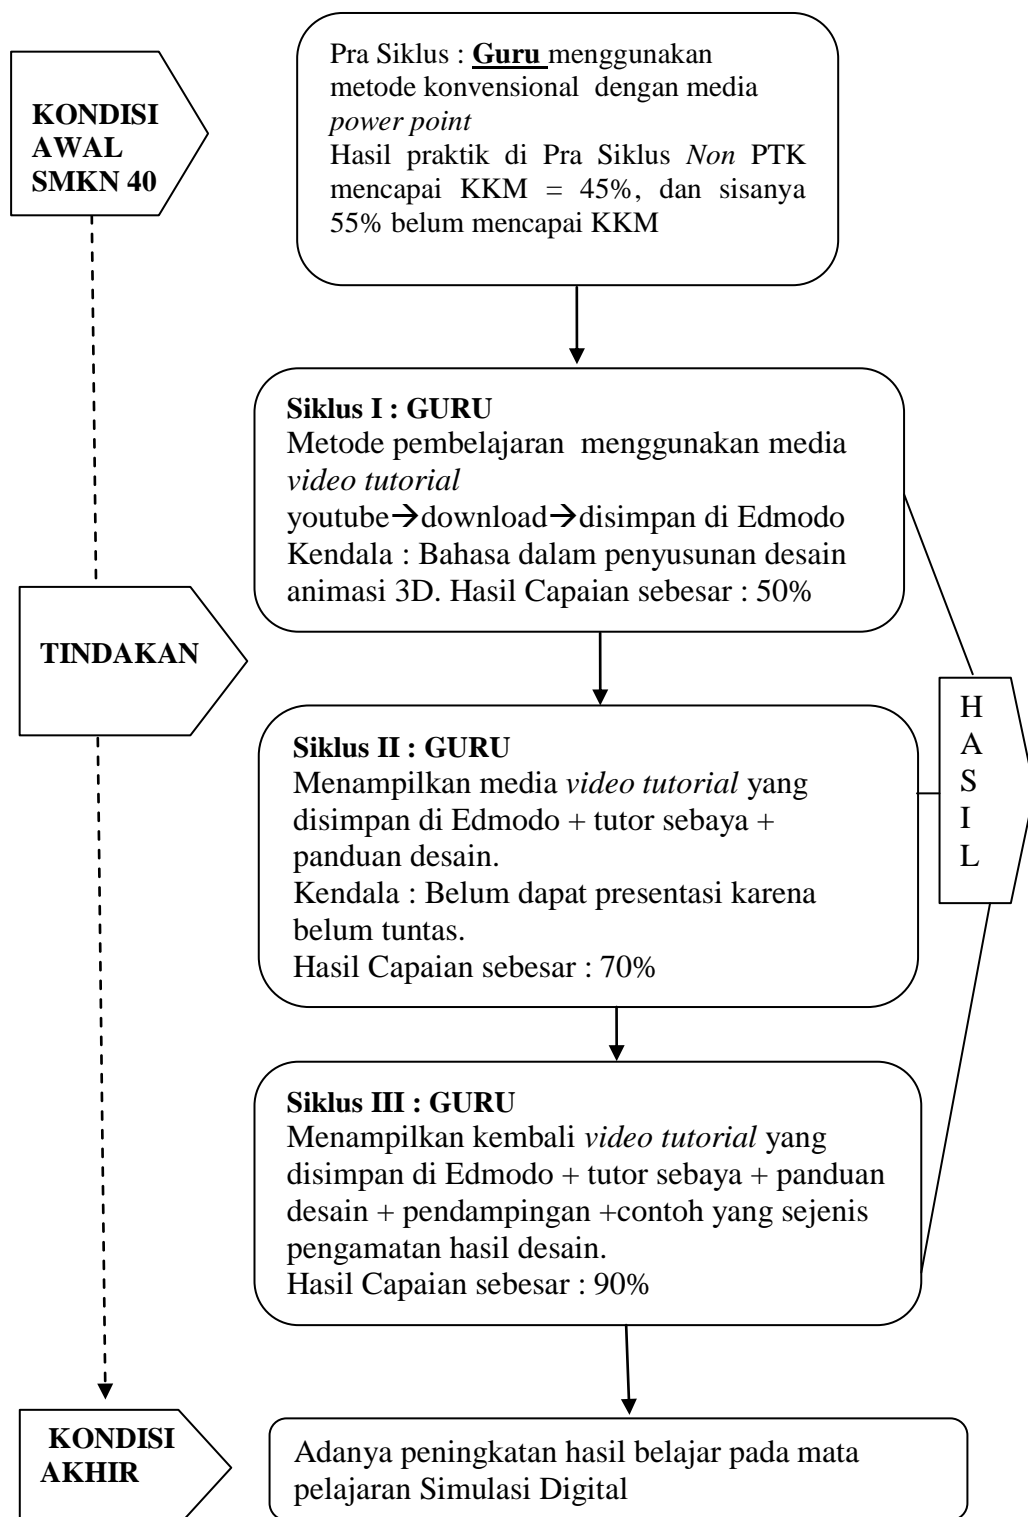 KONDISI
AWAL
SMKN 40
Pra Siklus : Guru menggunakan
metode konvensional dengan media
power point
Hasil praktik di Pra Siklus Non PTK
mencapai KKM = 45%, dan sisanya
55% belum mencapai KKM
Siklus I : GURU
Metode pembelajaran menggunakan media
video tutorial
youtube→download→disimpan di Edmodo
Kendala : Bahasa dalam penyusunan desain
animasi 3D. Hasil Capaian sebesar : 50%
TINDAKAN
Siklus II : GURU
Menampilkan media video tutorial yang
disimpan di Edmodo + tutor sebaya +
panduan desain.
Kendala : Belum dapat presentasi karena
belum tuntas.
Hasil Capaian sebesar : 70%
H
A
S
I
L
Siklus III : GURU
Menampilkan kembali video tutorial yang
disimpan di Edmodo + tutor sebaya + panduan
desain + pendampingan +contoh yang sejenis
pengamatan hasil desain.
Hasil Capaian sebesar : 90%
KONDISI
AKHIR
Adanya peningkatan hasil belajar pada mata
pelajaran Simulasi Digital